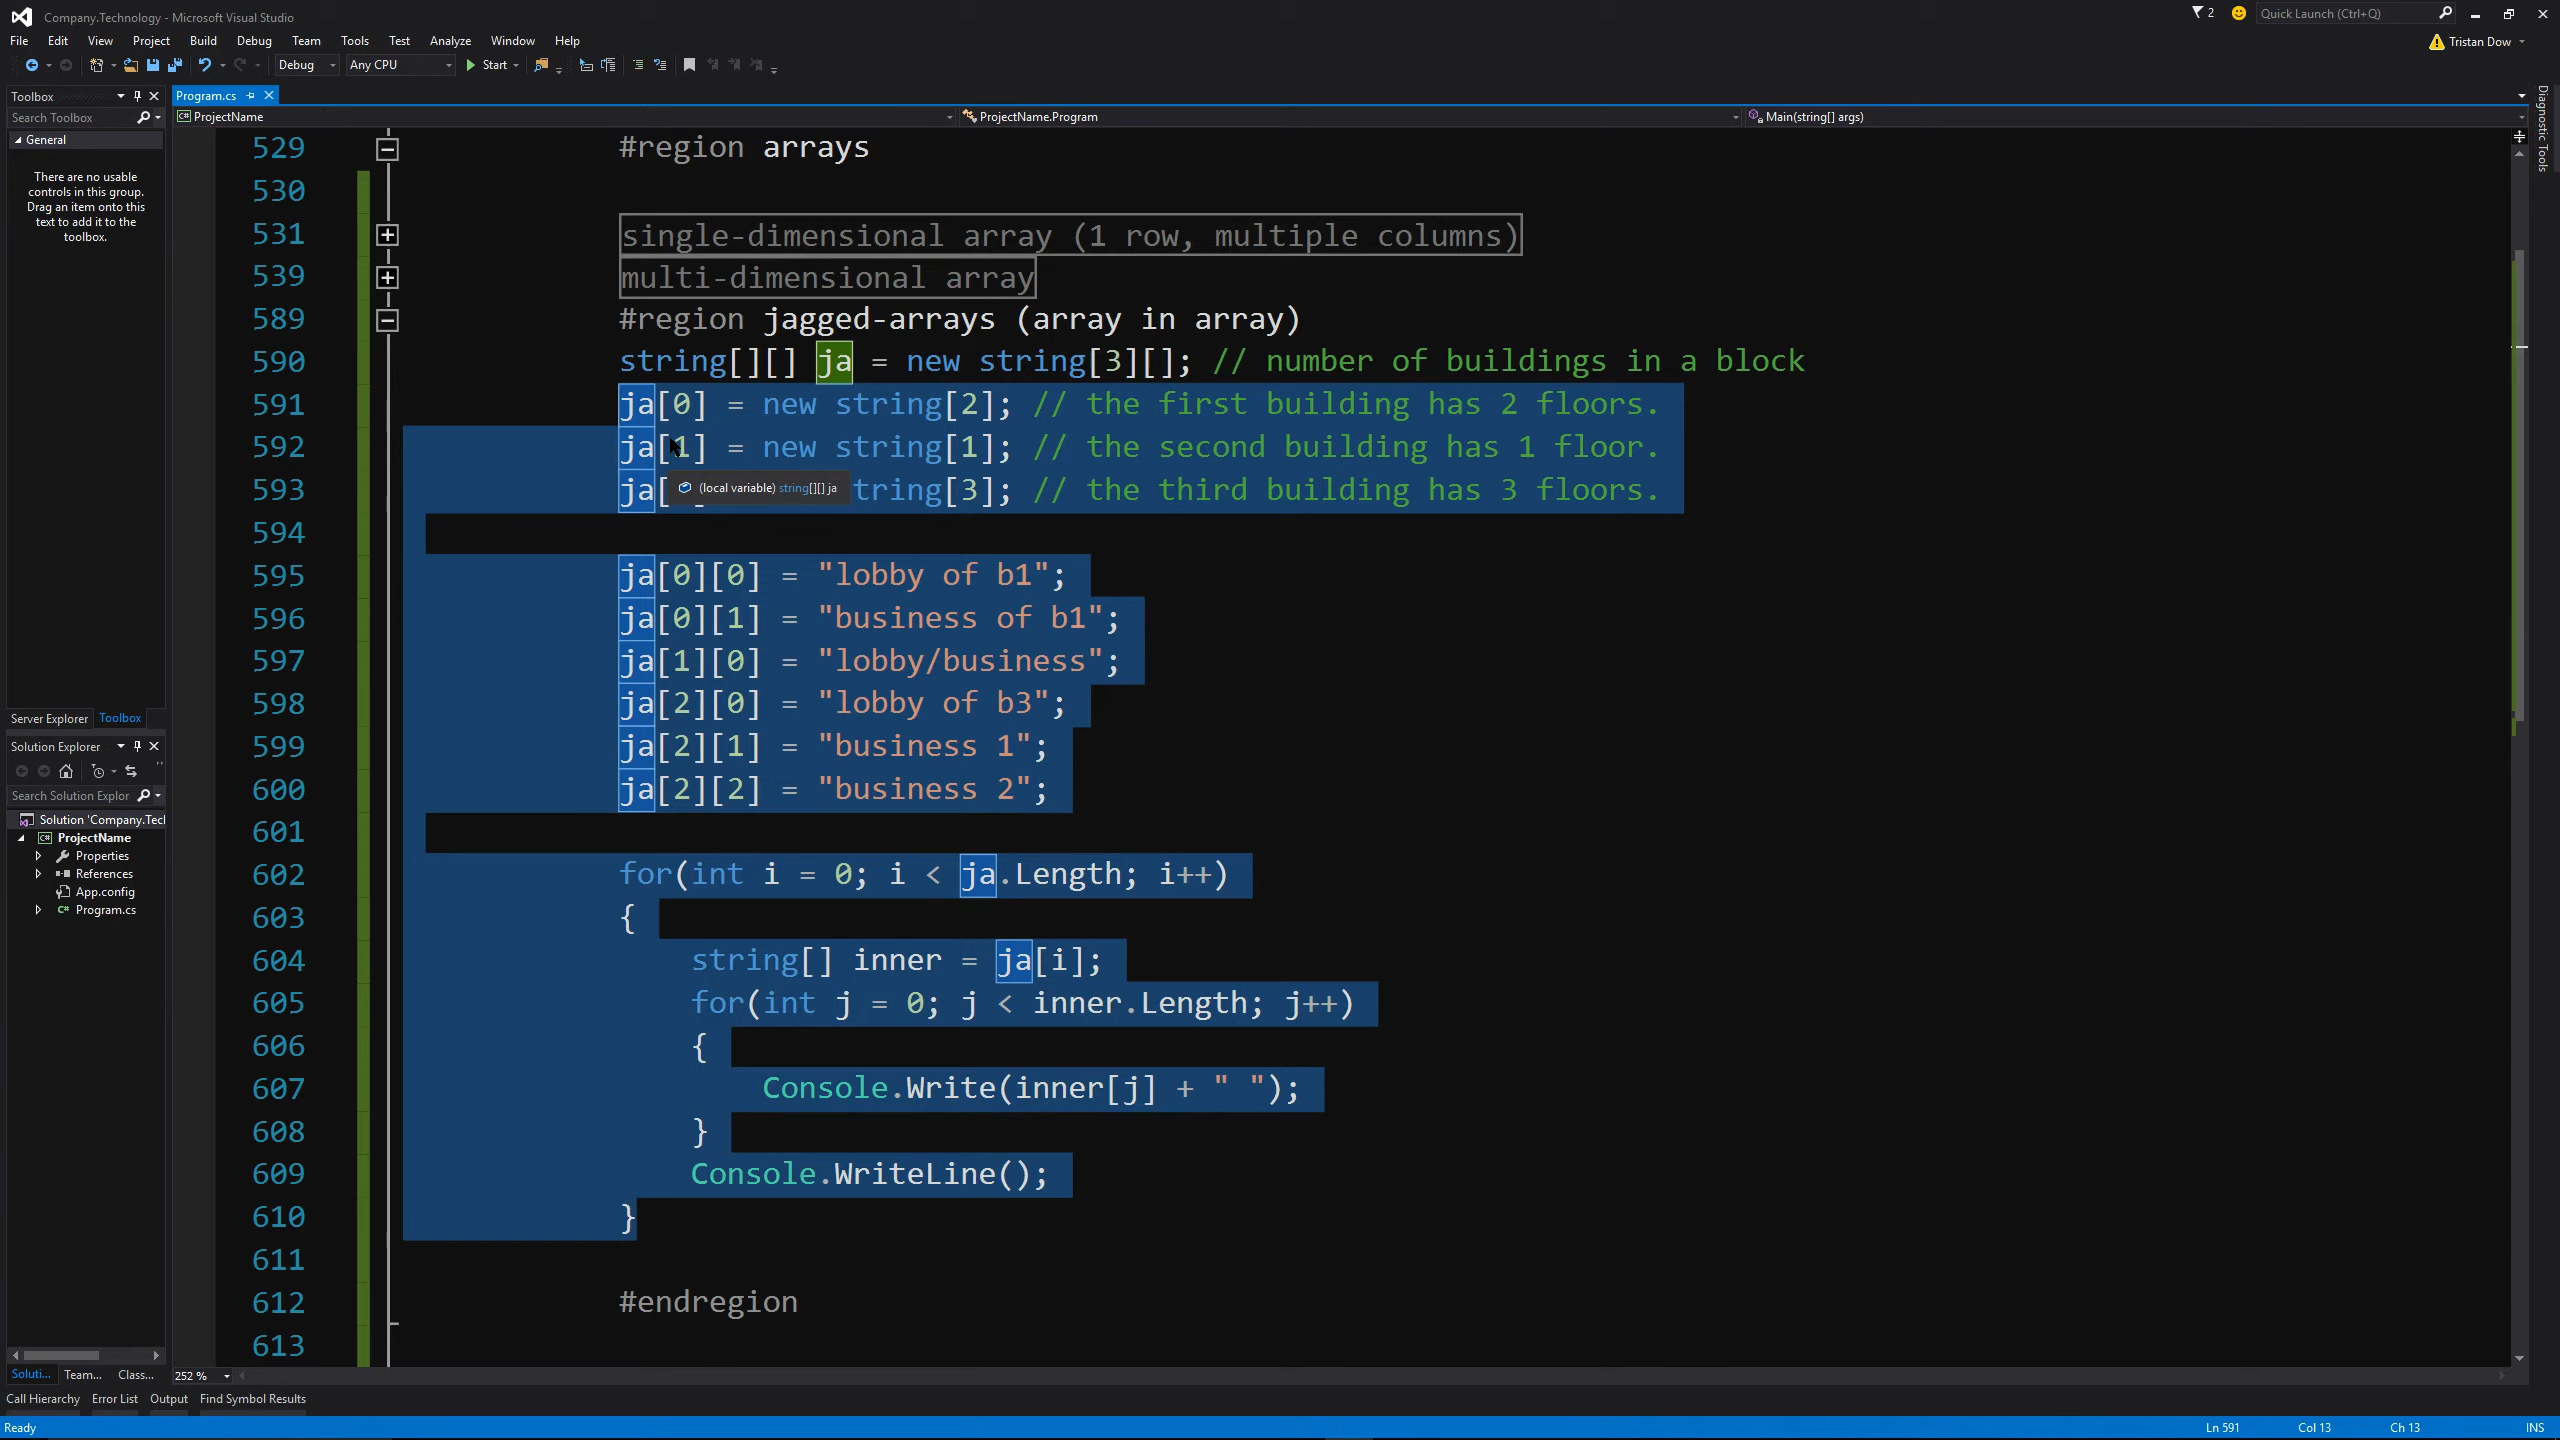 Company.Technology - Microsoft Visual Studio
2
Quick Launch (Ctrl+Q)
File Edit View Project Build Debug Team Tools Test Analyze Window Help
Tristan Dow
Debug Any CPU Start
Toolbox
Program.cs
Search Toolbox
ProjectName
ProjectName.Program
Main(string[] args)
Diagnostic Tools
General
There are no usable
controls in this group.
Drag an item onto this
text to add it to the
toolbox.
529 #region arrays
530
531 single-dimensional array (1 row, multiple columns)
539 multi-dimensional array
589 #region jagged-arrays (array in array)
590 string[][] ja = new string[3][]; // number of buildings in a block
591 ja[0] = new string[2]; // the first building has 2 floors.
592 ja[1] = new string[1]; // the second building has 1 floor.
593 ja[ tring[3]; // the third building has 3 floors.
(local variable) string[][] ja
594
595 ja[0][0] = "lobby of b1";
596 ja[0][1] = "business of b1";
597 ja[1][0] = "lobby/business";
598 ja[2][0] = "lobby of b3";
599 ja[2][1] = "business 1";
600 ja[2][2] = "business 2";
601
602 for(int i = 0; i < ja.Length; i++)
603 {
604 string[] inner = ja[i];
605 for(int j = 0; j < inner.Length; j++)
606 {
607 Console.Write(inner[j] + " ");
608 }
609 Console.WriteLine();
610 }
611
612 #endregion
613
Server Explorer Toolbox
Solution Explorer
Search Solution Explor
Solution 'Company.Tecl
ProjectName
Properties
References
App.config
Program.cs
Soluti... Team... Class...
252 %
Call Hierarchy Error List Output Find Symbol Results
Ready
Ln 591 Col 13 Ch 13 INS